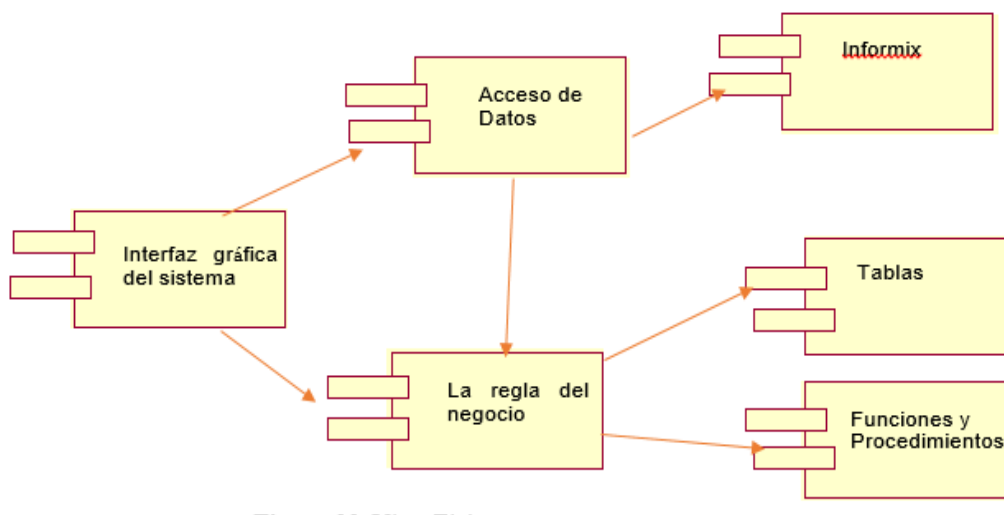 Informix
Acceso de
Datos
Interfaz gráfica
del sistema
Tablas
La regla del
negocio
Funciones y
Procedimientos